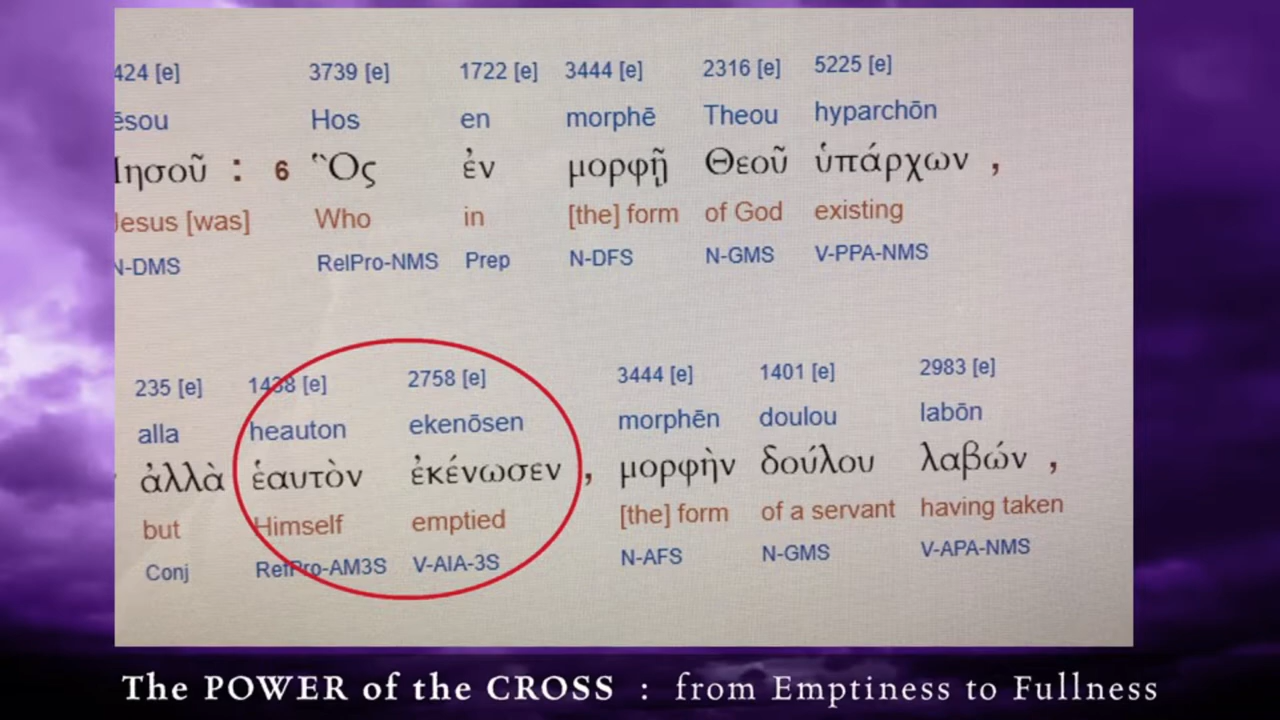 424 [e] 3739 [e] 1722 [e] 3444 [e] 2316 [e] 5225 [e]
ēsou Hos en morphē Theou hyparchōn
Ἰησοῦ : 6 Ὃς ἐν μορφῇ Θεοῦ ὑπάρχων ,
Jesus [was] Who in [the] form of God existing
N-DMS RelPro-NMS Prep N-DFS N-GMS V-PPA-NMS
235 [e] 1438 [e] 2758 [e] 3444 [e] 1401 [e] 2983 [e]
alla heauton ekenōsen morphēn doulou labōn
ἀλλὰ ἑαυτὸν ἐκένωσεν , μορφὴν δούλου λαβών ,
but Himself emptied [the] form of a servant having taken
Conj RefPro-AM3S V-AIA-3S N-AFS N-GMS V-APA-NMS
The POWER of the CROSS : from Emptiness to Fullness